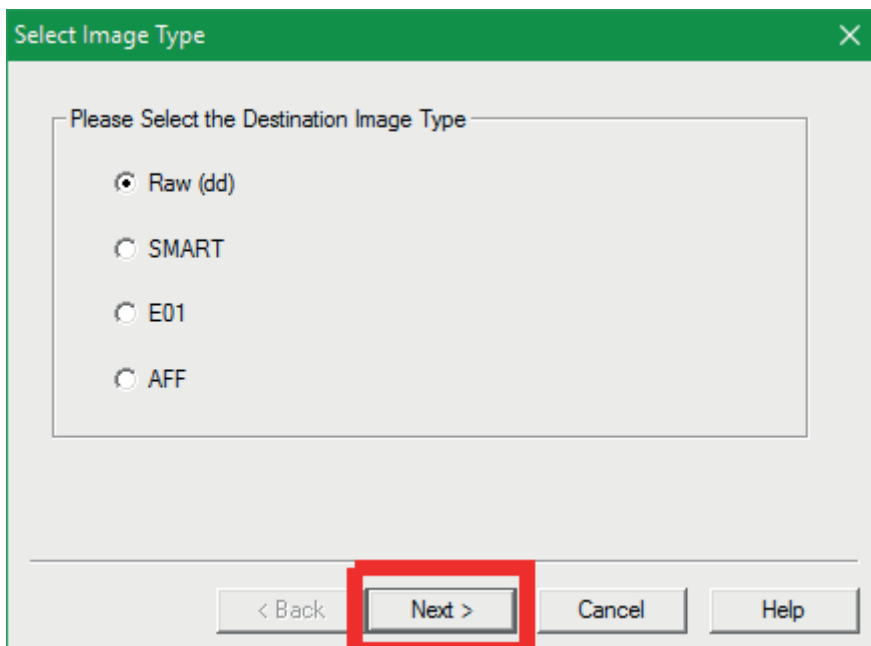 Select Image Type
Please Select the Destination Image Type
Raw (dd)
SMART
E01
AFF
< Back Next > Cancel Help